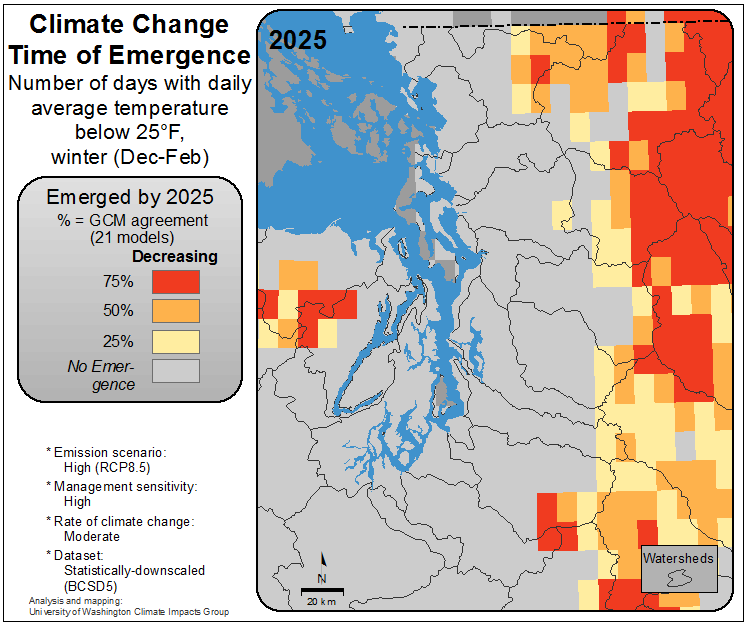 Climate Change
Time of Emergence
Number of days with daily
average temperature
below 25°F,
winter (Dec-Feb)
Emerged by 2025
% = GCM agreement
(21 models)
Decreasing
75%
50%
25%
No Emer-
gence
* Emission scenario:
High (RCP8.5)
* Management sensitivity:
High
* Rate of climate change:
Moderate
* Dataset:
Statistically-downscaled
(BCSD5)
Analysis and mapping:
University of Washington Climate Impacts Group
2025
N
20 km
Watersheds